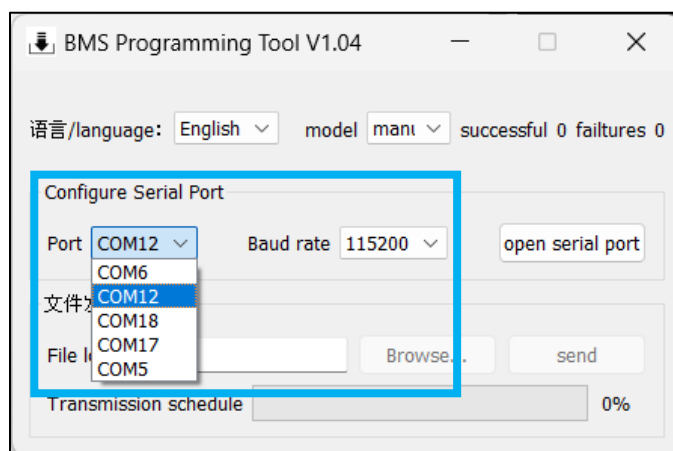 BMS Programming Tool V1.04
语言/language: English model manu successful 0 failtures 0
Configure Serial Port
Port COM12 Baud rate 115200 open serial port
COM6
COM12
COM18
COM17
COM5
文件
File Browse... send
Transmission schedule 0%